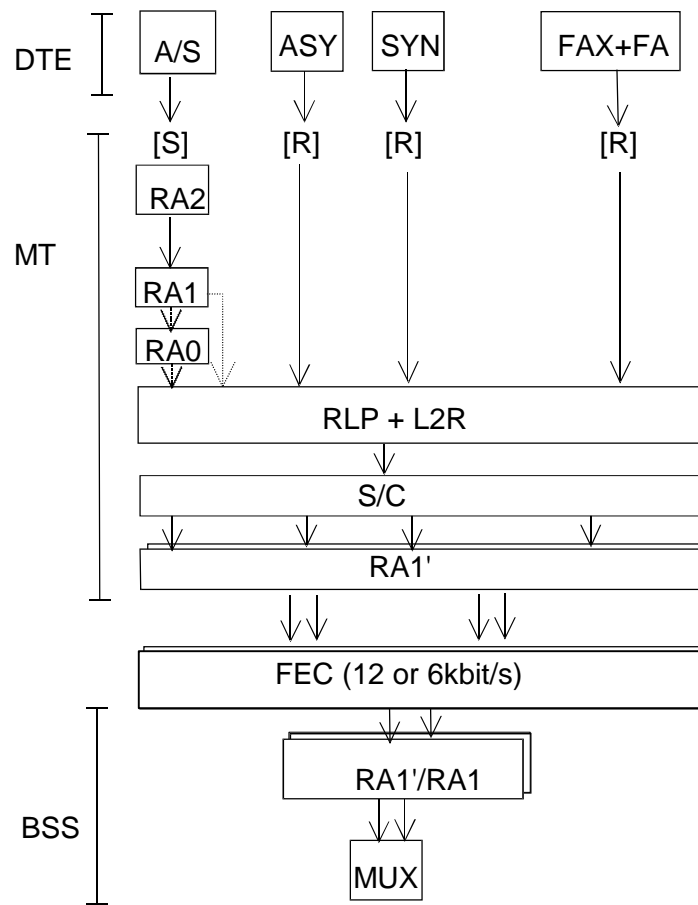 DTE
A/S
ASY
SYN
FAX+FA
[S]
[R]
[R]
[R]
MT
RA2
RA1
RA0
RLP + L2R
S/C
RA1'
FEC (12 or 6kbit/s)
RA1'/RA1
BSS
MUX